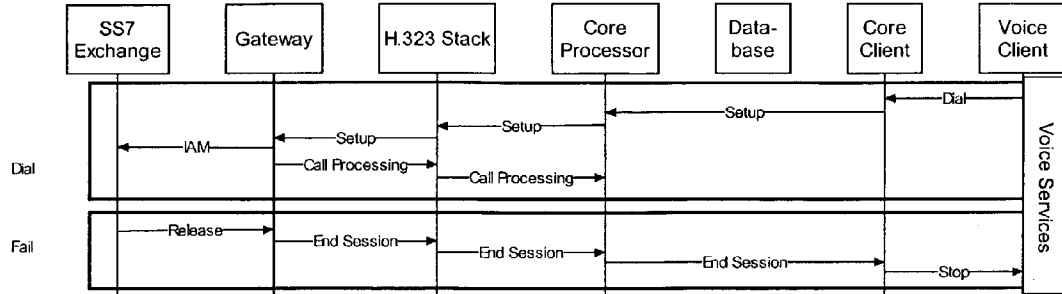 SS7
Exchange
Gateway
H.323 Stack
Core
Processor
Data-
base
Core
Client
Voice
Client
Dial
Setup
Setup
Setup
IAM
Dial
Call Processing
Call Processing
Voice Services
Release
Fail
End Session
End Session
End Session
Stop